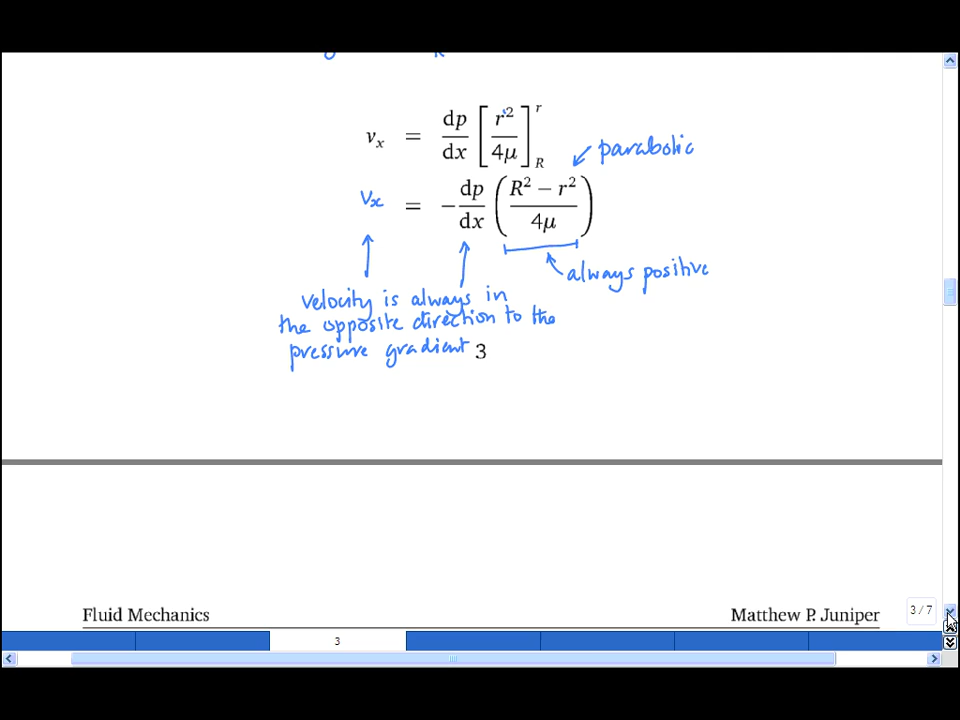 v_x = dp/dx [r²/4μ]_R^r
parabolic
v_x = −dp/dx (R² − r²/4μ)
always positive
velocity is always in
the opposite direction to the
pressure gradient 3
Fluid Mechanics Matthew P. Juniper
3 / 7
3